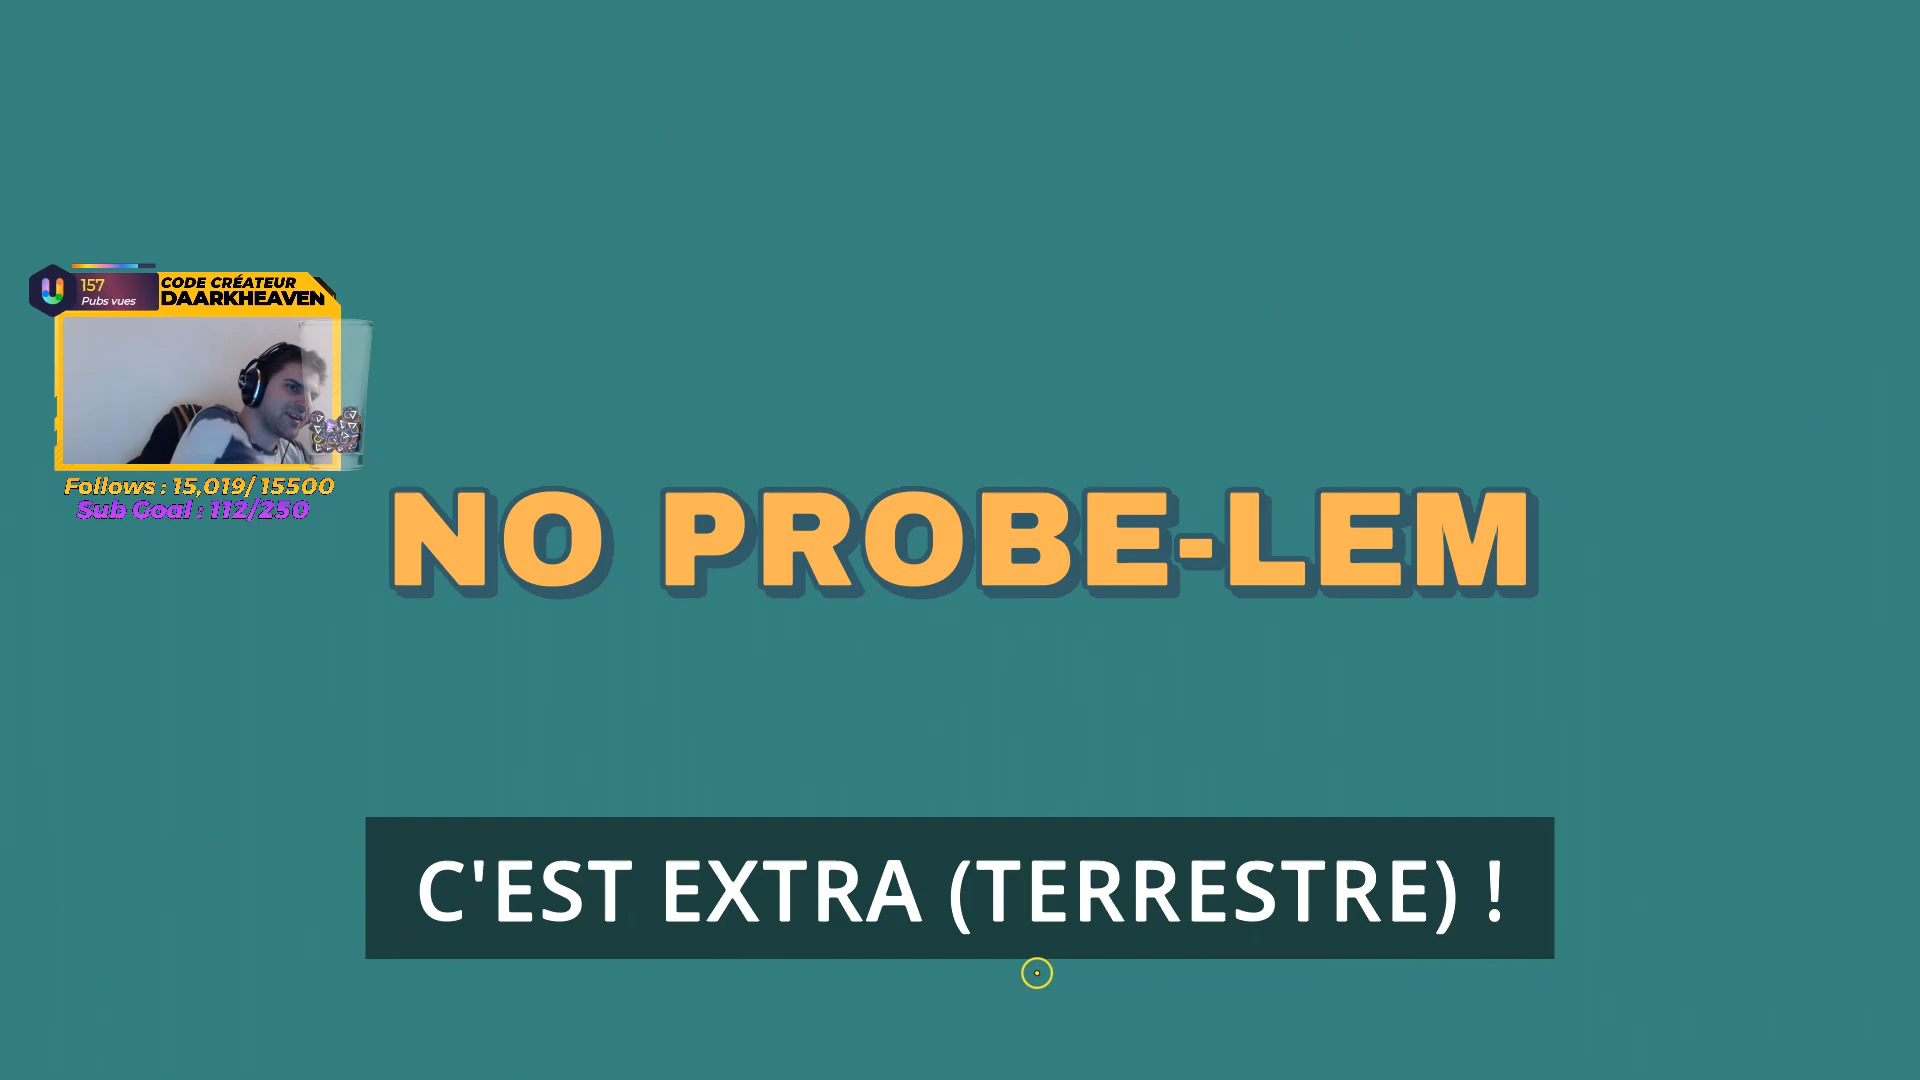 157
Pubs vues
CODE CRÉATEUR
DAARKHEAVEN
Follows : 15,019/15500
Sub Goal : 112/250
NO PROBE-LEM
C'EST EXTRA (TERRESTRE) !